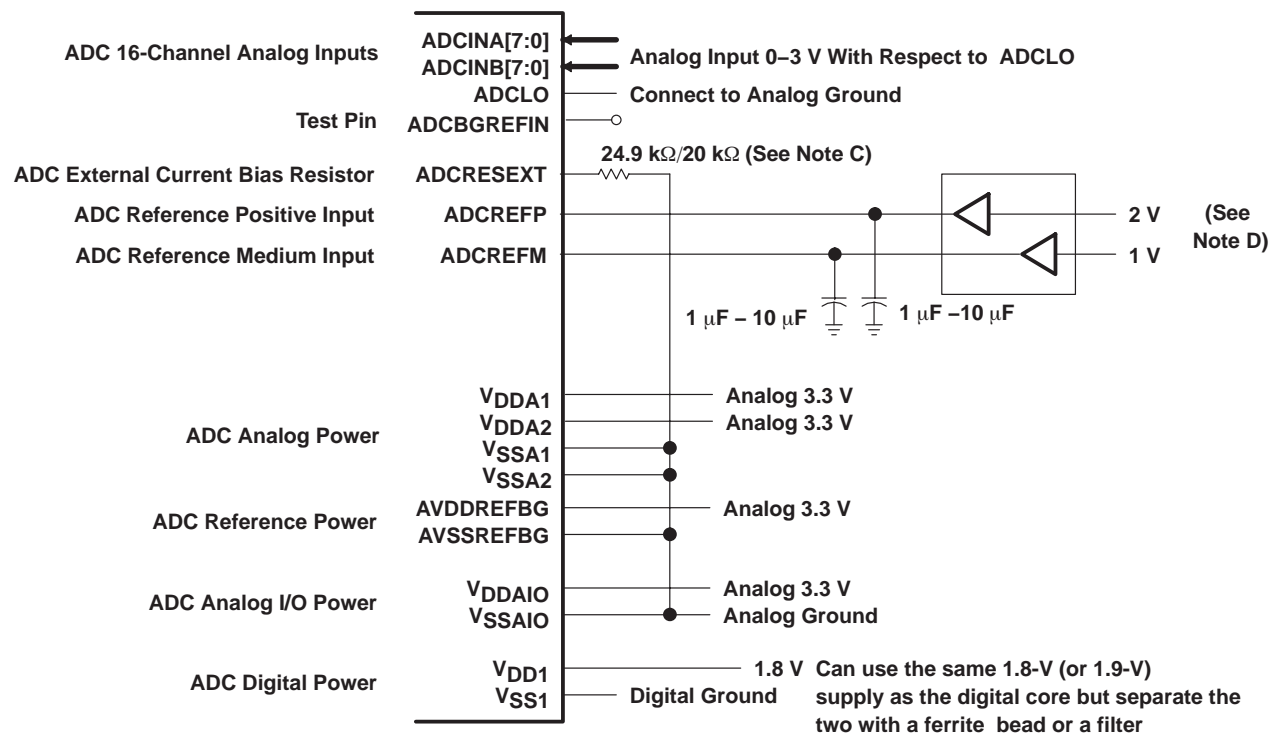 ADC 16-Channel Analog Inputs
ADCINA[7:0]
ADCINB[7:0]
Analog Input 0–3 V With Respect to ADCLO
ADCLO
Connect to Analog Ground
Test Pin
ADCBGREFIN
24.9 kΩ/20 kΩ (See Note C)
ADC External Current Bias Resistor
ADCRESEXT
ADC Reference Positive Input
ADCREFP
2 V
(See
Note D)
ADC Reference Medium Input
ADCREFM
1 V
1 μF – 10 μF
1 μF –10 μF
ADC Analog Power
VDDA1
Analog 3.3 V
VDDA2
Analog 3.3 V
VSSA1
VSSA2
ADC Reference Power
AVDDREFBG
Analog 3.3 V
AVSSREFBG
ADC Analog I/O Power
VDDAIO
Analog 3.3 V
VSSAIO
Analog Ground
ADC Digital Power
VDD1
1.8 V
Can use the same 1.8-V (or 1.9-V)
supply as the digital core but separate the
two with a ferrite bead or a filter
VSS1
Digital Ground